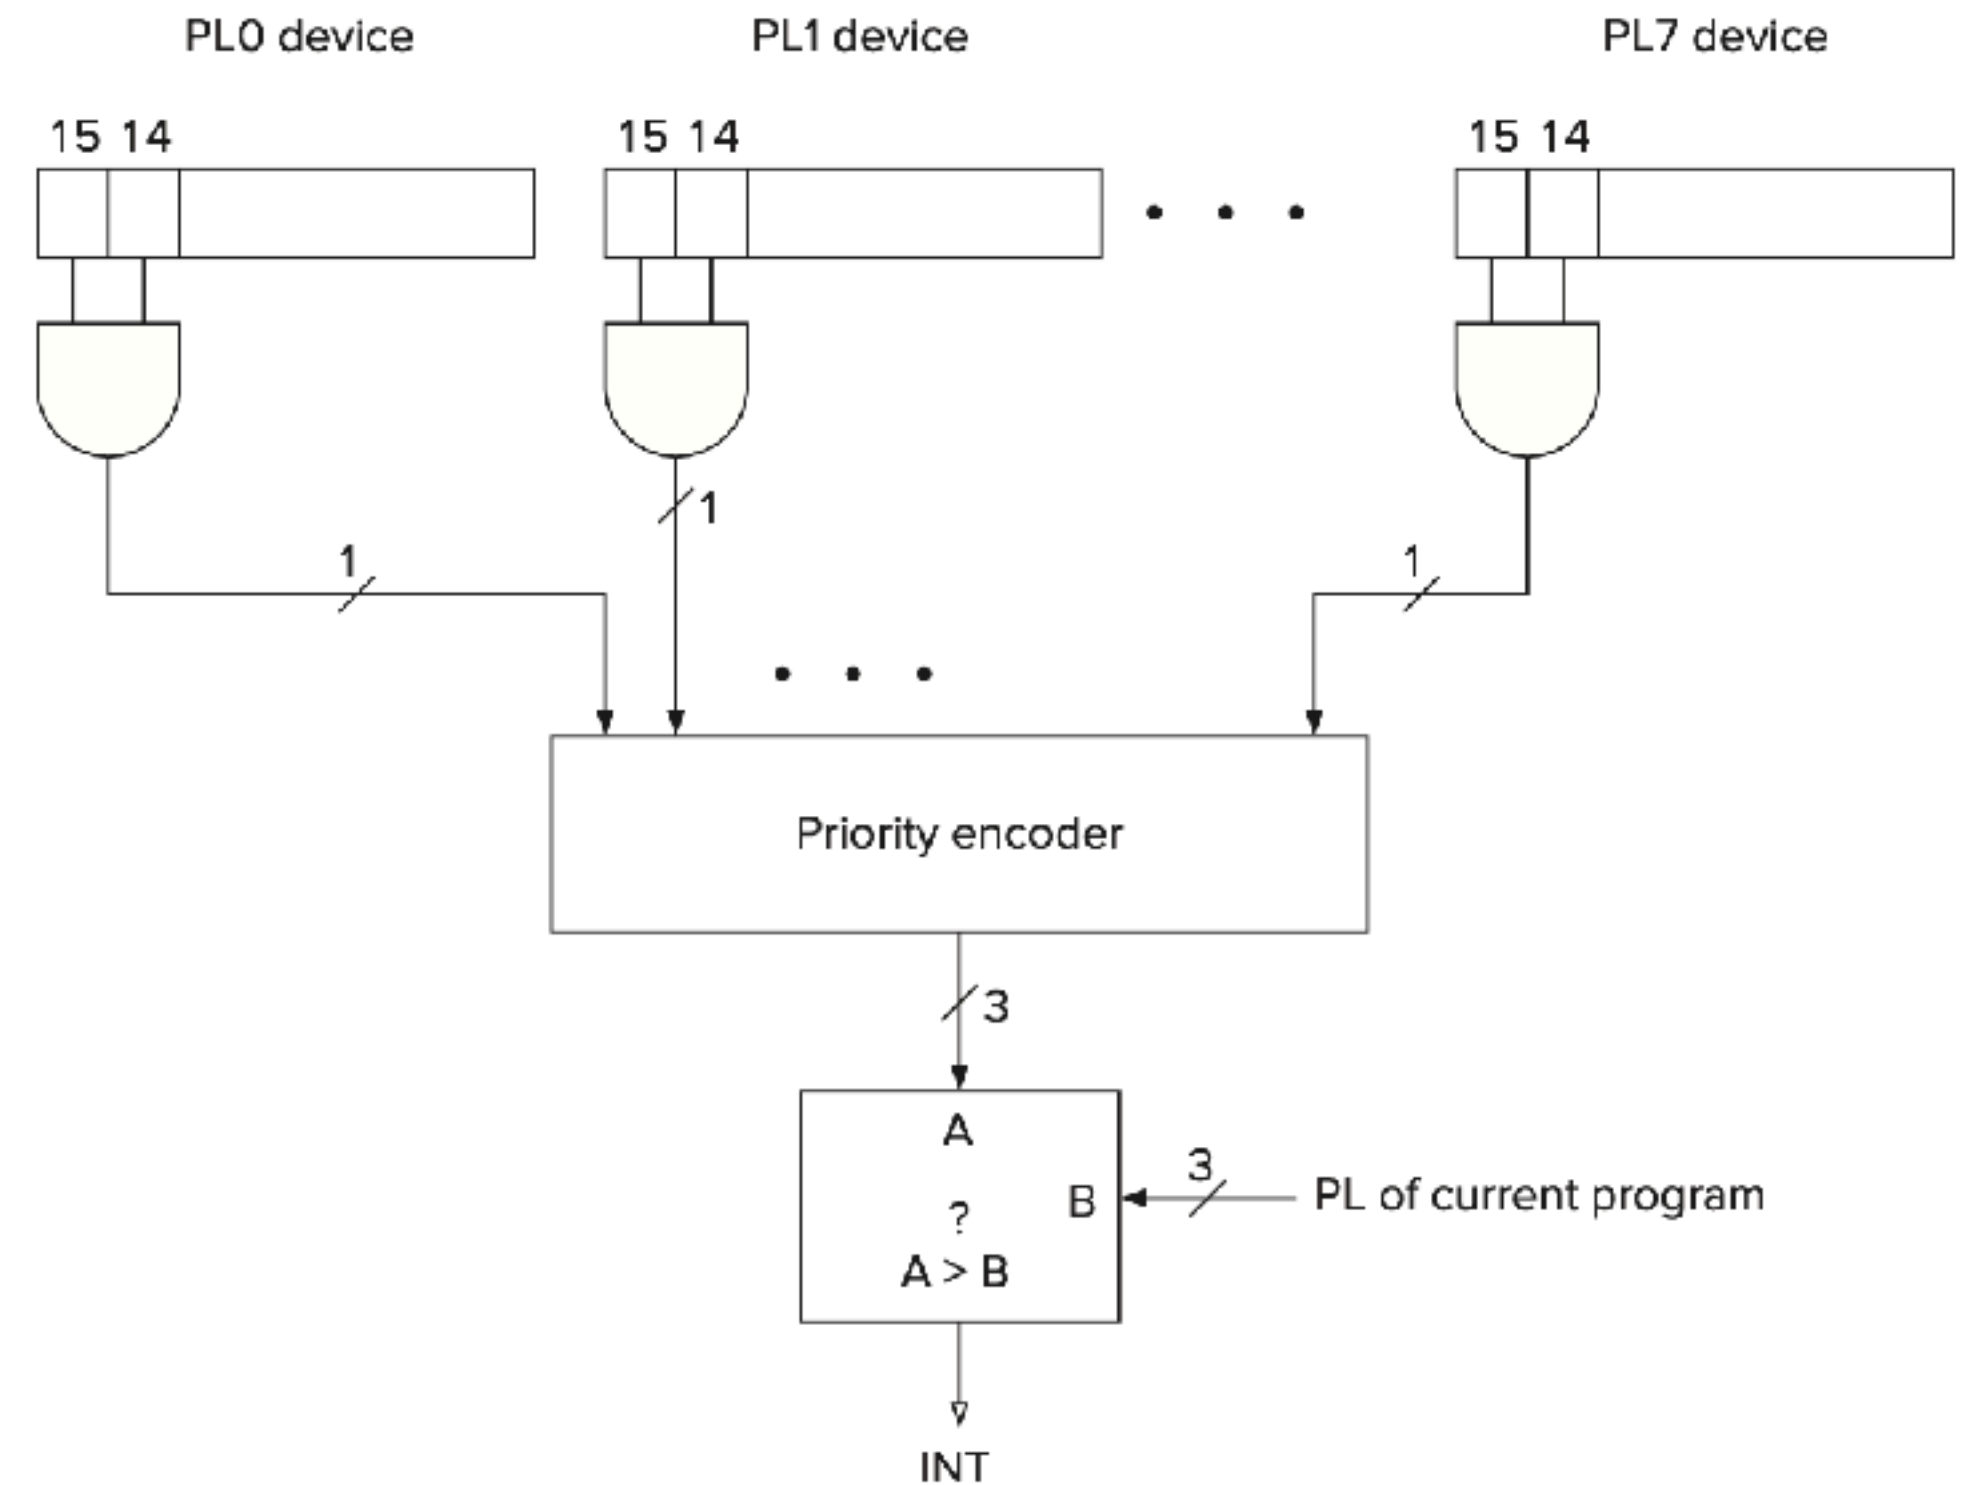 PL0 device PL1 device PL7 device
15 14 15 14 15 14
1
1 1
Priority encoder
3
A
3
B PL of current program
?
A > B
INT